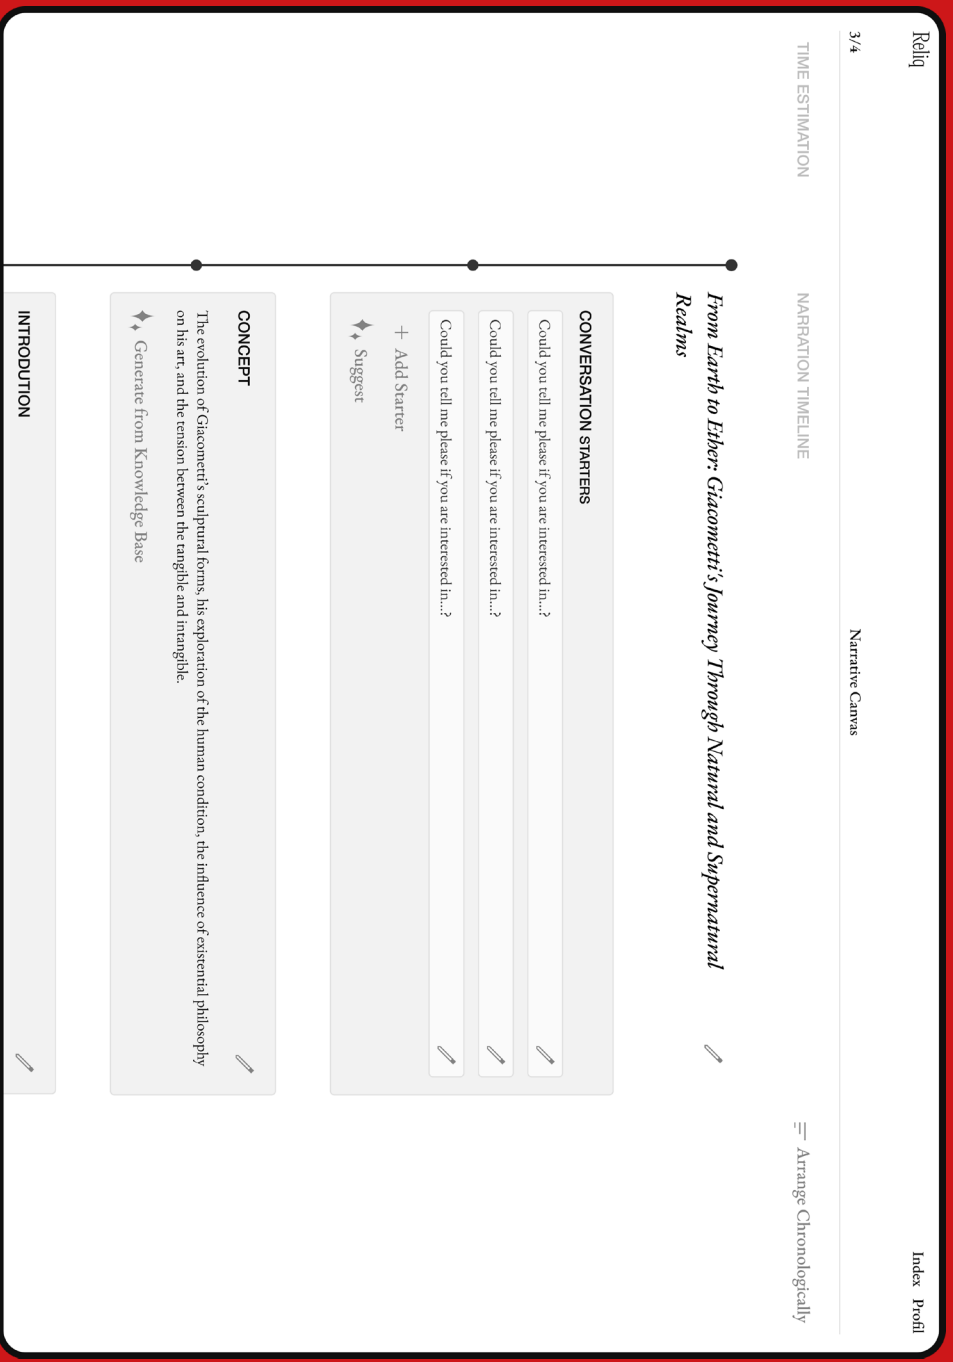 Reliq
Index Profil
3/4
Narrative Canvas
TIME ESTIMATION
NARRATION TIMELINE
Arrange Chronologically
From Earth to Ether: Giacometti's Journey Through Natural and Supernatural
Realms
CONVERSATION STARTERS
Could you tell me please if you are interested in...?
Could you tell me please if you are interested in...?
Could you tell me please if you are interested in...?
+ Add Starter
Suggest
CONCEPT
The evolution of Giacometti's sculptural forms, his exploration of the human condition, the influence of existential philosophy
on his art, and the tension between the tangible and intangible.
Generate from Knowledge Base
INTRODUTION